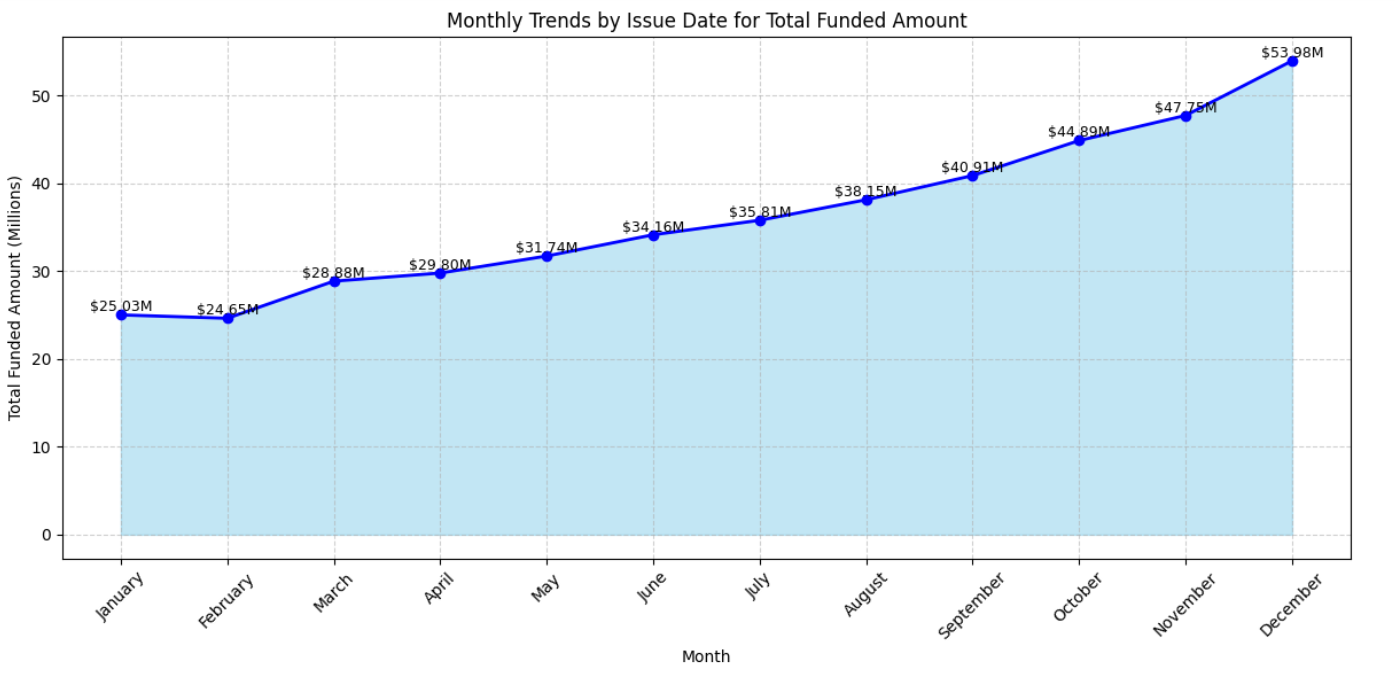 Monthly Trends by Issue Date for Total Funded Amount
Total Funded Amount (Millions)
50
40
30
20
10
0
$25.03M
$24.65M
$28.88M
$29.80M
$31.74M
$34.16M
$35.81M
$38.15M
$40.91M
$44.89M
$47.75M
$53.98M
January
February
March
April
May
June
July
August
September
October
November
December
Month